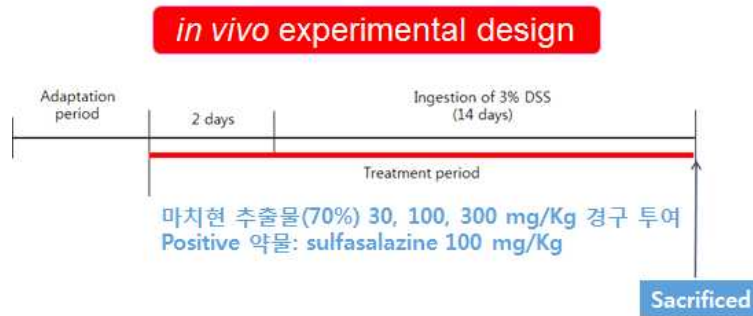 in vivo experimental design
Adaptation
period
2 days
Ingestion of 3% DSS
(14 days)
Treatment period
마치현 추출물(70%) 30, 100, 300 mg/Kg 경구 투여
Positive 약물: sulfasalazine 100 mg/Kg
Sacrificed